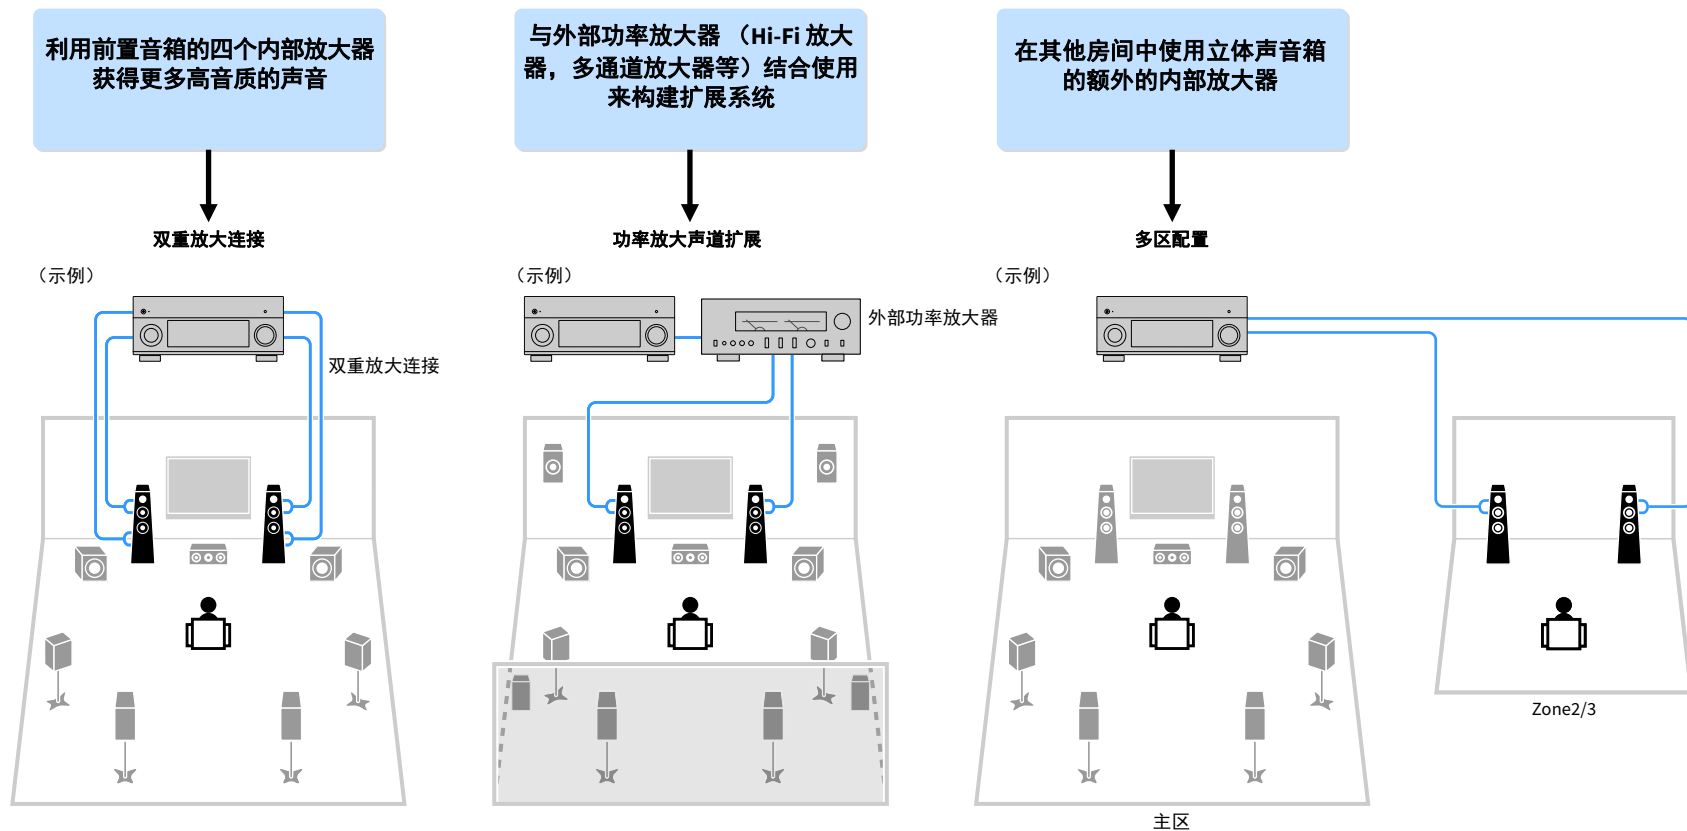 利用前置音箱的四个内部放大器
获得更多高音质的声音
双重放大连接
（示例）
双重放大连接
与外部功率放大器 （Hi-Fi 放大
器，多通道放大器等）结合使用
来构建扩展系统
功率放大声道扩展
（示例）
外部功率放大器
在其他房间中使用立体声音箱
的额外的内部放大器
多区配置
（示例）
Zone2/3
主区